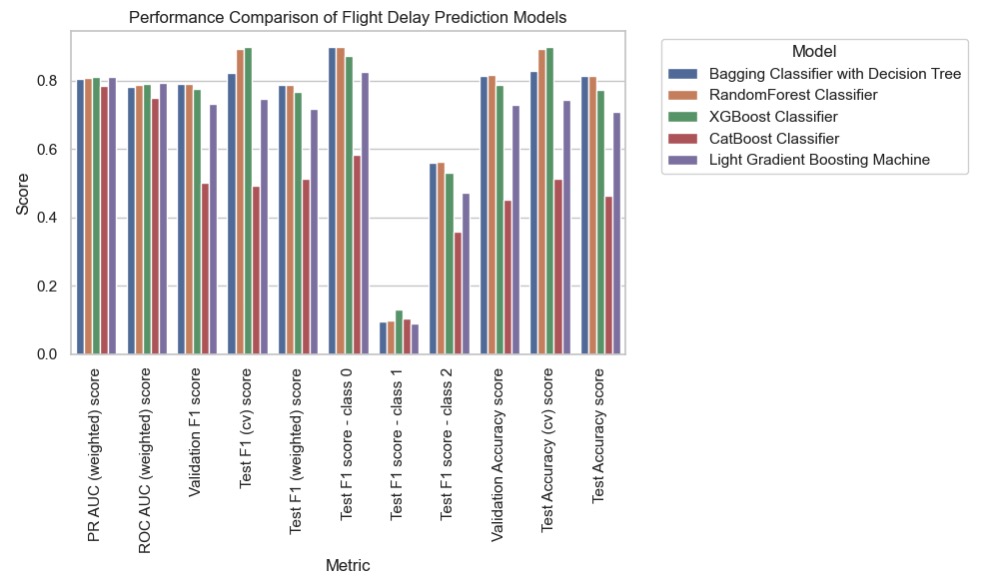 Performance Comparison of Flight Delay Prediction Models
Score
0.8
0.6
0.4
0.2
0.0
PR AUC (weighted) score
ROC AUC (weighted) score
Validation F1 score
Test F1 (cv) score
Test F1 (weighted) score
Test F1 score - class 0
Test F1 score - class 1
Test F1 score - class 2
Validation Accuracy score
Test Accuracy (cv) score
Test Accuracy score
Metric
Model
Bagging Classifier with Decision Tree
RandomForest Classifier
XGBoost Classifier
CatBoost Classifier
Light Gradient Boosting Machine